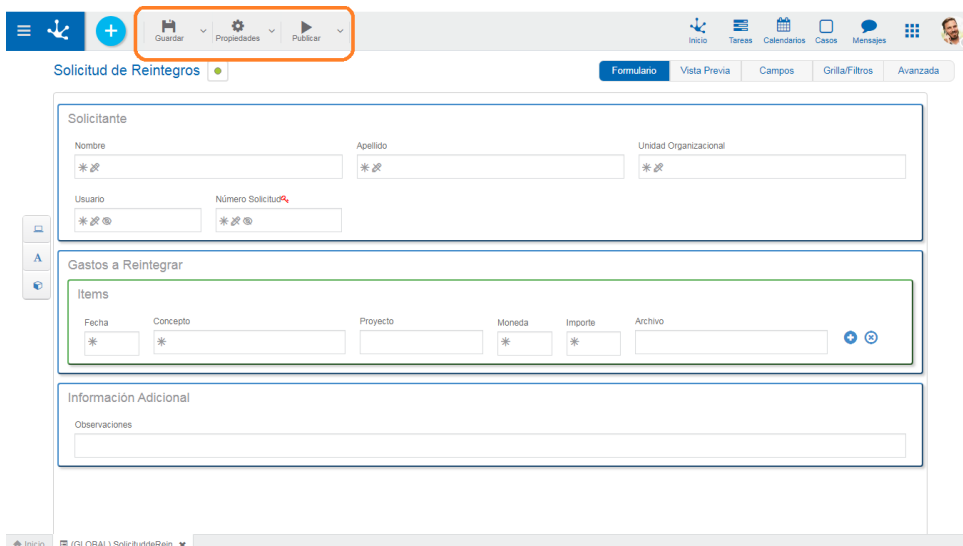 Guardar Propiedades Publicar Inicio Tareas Calendarios Casos Mensajes
Solicitud de Reintegros Formulario Vista Previa Campos Grilla/Filtros Avanzada
Solicitante
Nombre Apellido Unidad Organizacional
Usuario Número Solicitud
A
Gastos a Reintegrar
Items
Fecha Concepto Proyecto Moneda Importe Archivo
Información Adicional
Observaciones
Inicio (GLOBAL) SolicituddeRein